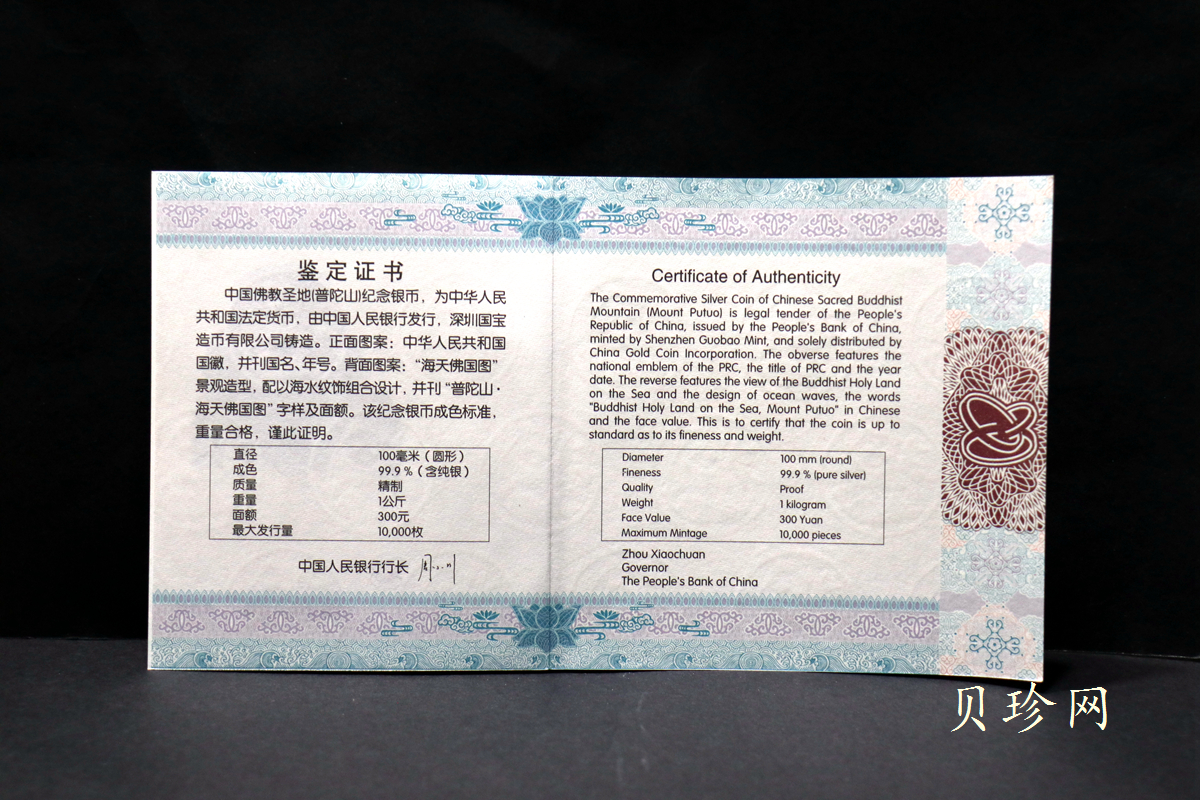 鉴定证书
中国佛教圣地(普陀山)纪念银币，为中华人民
共和国法定货币，由中国人民银行发行，深圳国宝
造币有限公司铸造。正面图案：中华人民共和国
国徽，并刊国名、年号。背面图案：“海天佛国图”
景观造型，配以海水纹饰组合设计，并刊“普陀山·
海天佛国图”字样及面额。该纪念银币成色标准，
重量合格，谨此证明。
直径 100毫米（圆形）
成色 99.9％（含纯银）
质量 精制
重量 1公斤
面额 300元
最大发行量 10,000枚
中国人民银行行长
Certificate of Authenticity
The Commemorative Silver Coin of Chinese Sacred Buddhist
Mountain (Mount Putuo) is legal tender of the People's
Republic of China, issued by the People's Bank of China,
minted by Shenzhen Guobao Mint, and solely distributed by
China Gold Coin Incorporation. The obverse features the
national emblem of the PRC, the title of PRC and the year
date. The reverse features the view of the Buddhist Holy Land
on the Sea and the design of ocean waves, the words
"Buddhist Holy Land on the Sea, Mount Putuo" in Chinese
and the face value. This is to certify that the coin is up to
standard as to its fineness and weight.
Diameter 100 mm (round)
Fineness 99.9 % (pure silver)
Quality Proof
Weight 1 kilogram
Face Value 300 Yuan
Maximum Mintage 10,000 pieces
Zhou Xiaochuan
Governor
The People's Bank of China
贝珍网